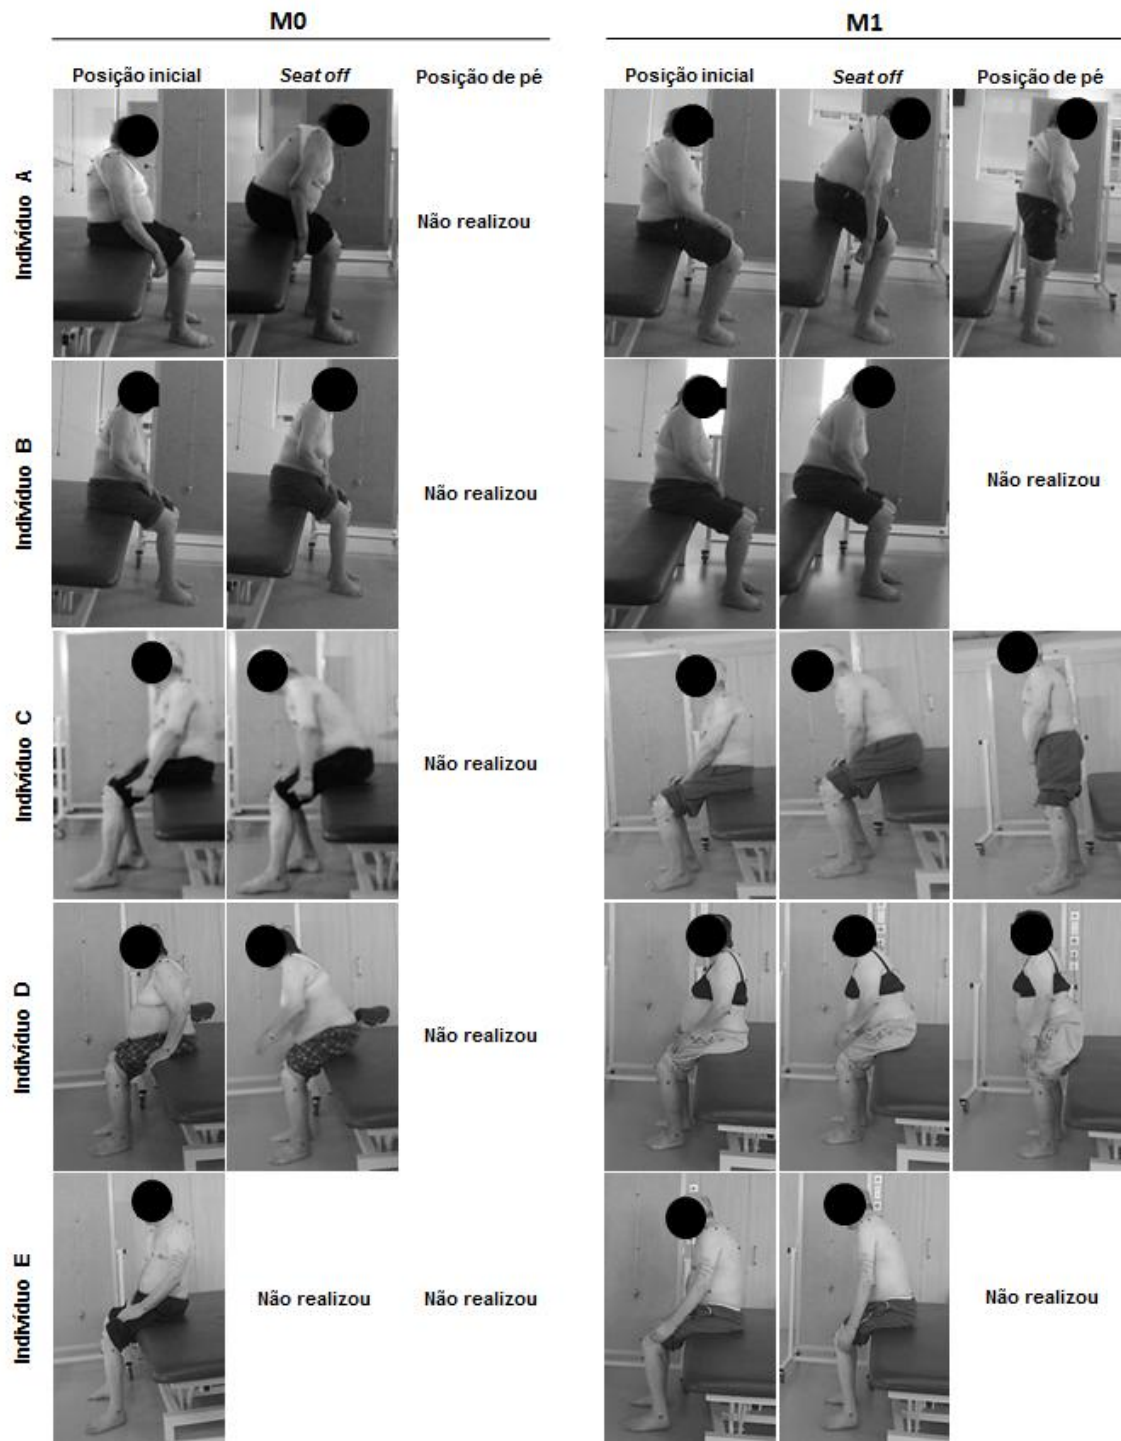 M0
M1
Posição inicial
Seat off
Posição de pé
Posição inicial
Seat off
Posição de pé
Indivíduo A
Não realizou
Indivíduo B
Não realizou
Não realizou
Indivíduo C
Não realizou
Indivíduo D
Não realizou
Indivíduo E
Não realizou
Não realizou
Não realizou